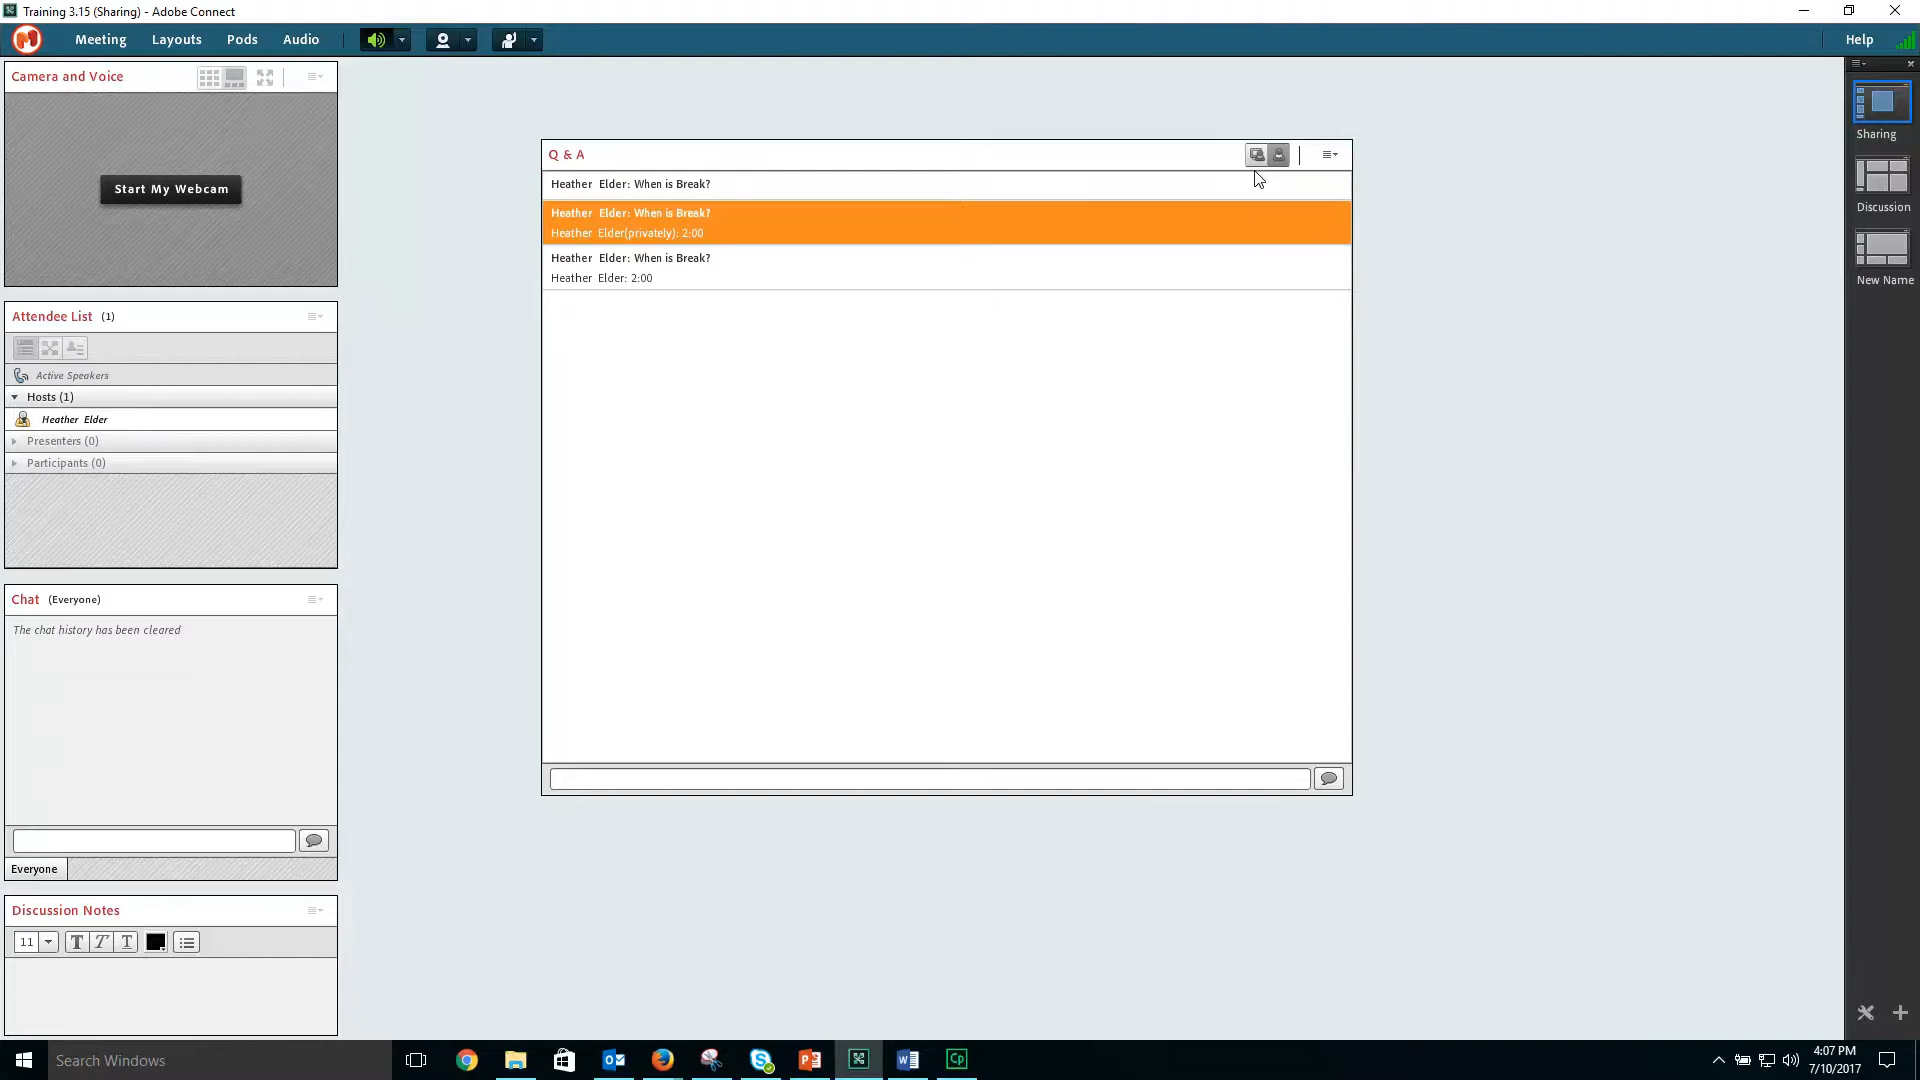 Training 3.15 (Sharing) - Adobe Connect
Meeting Layouts Pods Audio Help
Camera and Voice
Start My Webcam
Attendee List (1)
Active Speakers
Hosts (1)
Heather Elder
Presenters (0)
Participants (0)
Chat (Everyone)
The chat history has been cleared
Everyone
Discussion Notes
11 T T T
Q & A
Heather Elder: When is Break?
Heather Elder: When is Break?
Heather Elder(privately): 2:00
Heather Elder: When is Break?
Heather Elder: 2:00
Sharing
Discussion
New Name
Search Windows
Cp
4:07 PM
7/10/2017